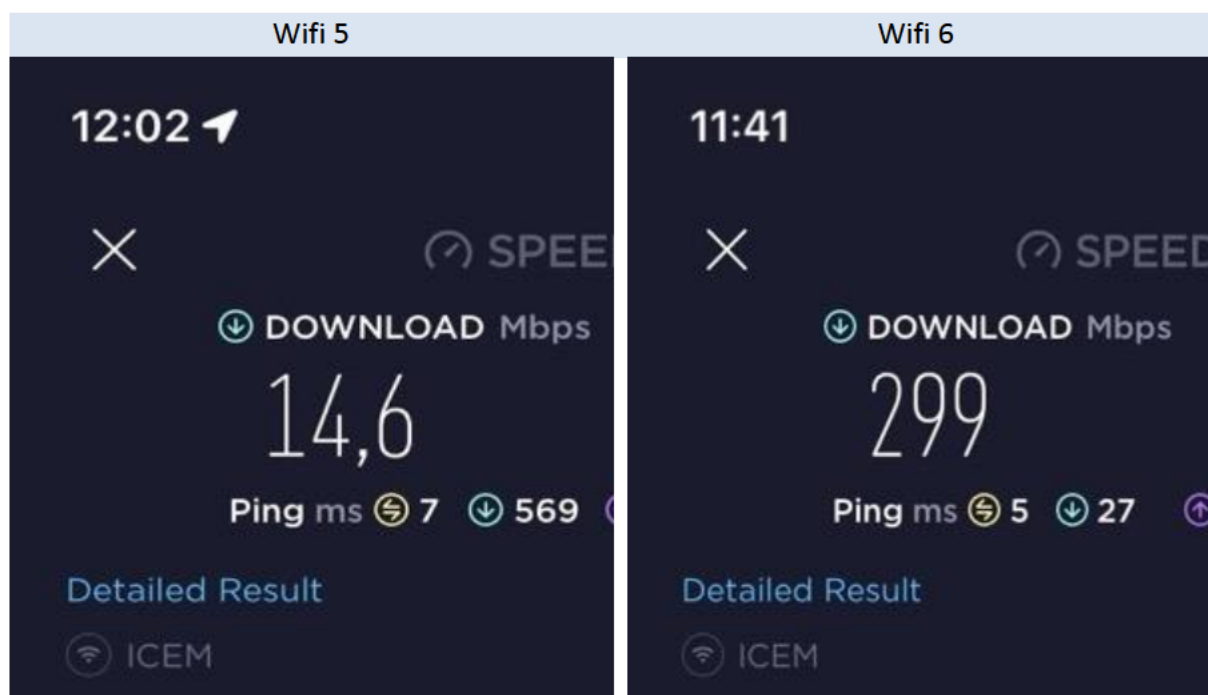 Wifi 5
12:02
SPEE
DOWNLOAD Mbps
14,6
Ping ms 7 569
Detailed Result
ICEM
Wifi 6
11:41
SPEED
DOWNLOAD Mbps
299
Ping ms 5 27
Detailed Result
ICEM